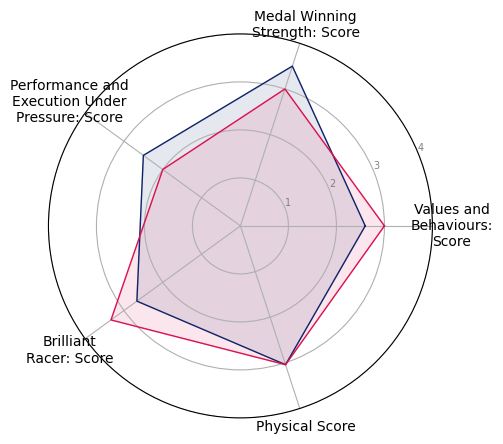 Medal Winning
Strength: Score
Performance and
Execution Under
Pressure: Score
4
3
2
1
Values and
Behaviours:
Score
Brilliant
Racer: Score
Physical Score